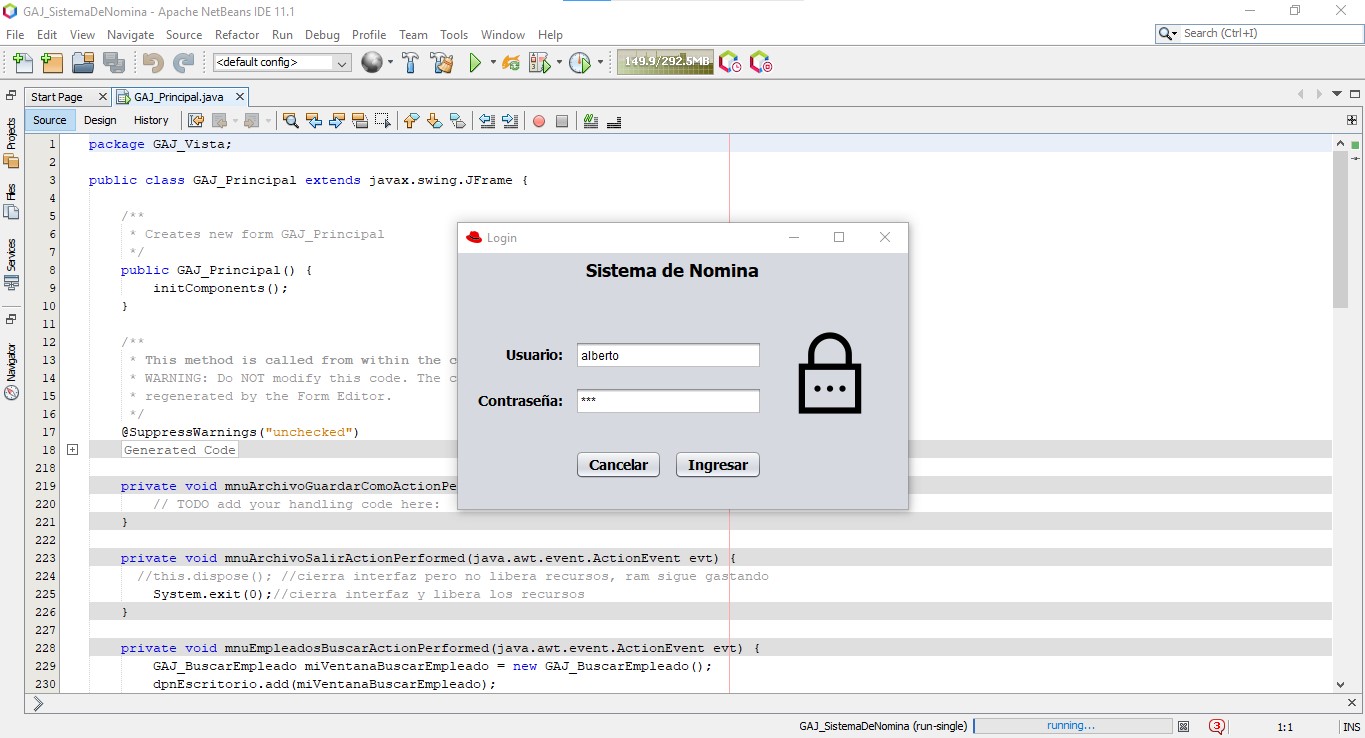 GAJ_SistemaDeNomina - Apache NetBeans IDE 11.1
File Edit View Navigate Source Refactor Run Debug Profile Team Tools Window Help
Search (Ctrl+I)
<default config>
149.9/292.5MB
Start Page
GAJ_Principal.java
Source Design History
Projects
Files
Services
Navigator
1 package GAJ_Vista;
2
3 public class GAJ_Principal extends javax.swing.JFrame {
4
5 /**
6 * Creates new form GAJ_Principal
7 */
8 public GAJ_Principal() {
9 initComponents();
10 }
11
12 /**
13 * This method is called from within the c
14 * WARNING: Do NOT modify this code. The c
15 * regenerated by the Form Editor.
16 */
17 @SuppressWarnings("unchecked")
18 Generated Code
218
219 private void mnuArchivoGuardarComoActionPe
220 // TODO add your handling code here:
221 }
222
223 private void mnuArchivoSalirActionPerformed(java.awt.event.ActionEvent evt) {
224 //this.dispose(); //cierra interfaz pero no libera recursos, ram sigue gastando
225 System.exit(0);//cierra interfaz y libera los recursos
226 }
227
228 private void mnuEmpleadosBuscarActionPerformed(java.awt.event.ActionEvent evt) {
229 GAJ_BuscarEmpleado miVentanaBuscarEmpleado = new GAJ_BuscarEmpleado();
230 dpnEscritorio.add(miVentanaBuscarEmpleado);
Login
Sistema de Nomina
Usuario: alberto
Contraseña: ***
Cancelar Ingresar
GAJ_SistemaDeNomina (run-single) running... 3 1:1 INS